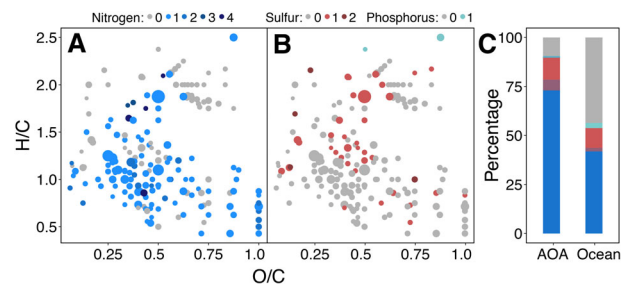 Nitrogen: 0 1 2 3 4 Sulfur: 0 1 2 Phosphorus: 0 1
A B C
2.5 2.0 1.5 1.0 0.5
H/C
0.25 0.5 0.75 1.0 0.25 0.5 0.75 1.0
O/C
100 75 50 25 0
Percentage
AOA Ocean